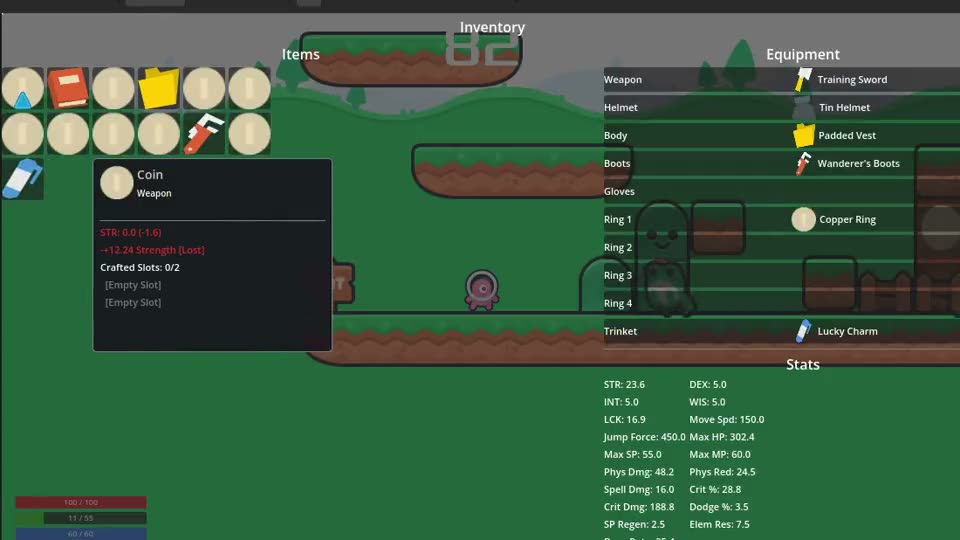 Inventory
82
Items
Equipment
Weapon Training Sword
Helmet Tin Helmet
Body Padded Vest
Boots Wanderer's Boots
Gloves
Ring 1 Copper Ring
Ring 2
Ring 3
Ring 4
Trinket Lucky Charm
Coin
Weapon
STR: 0.0 (-1.6)
-+12.24 Strength [Lost]
Crafted Slots: 0/2
[Empty Slot]
[Empty Slot]
Stats
STR: 23.6 DEX: 5.0
INT: 5.0 WIS: 5.0
LCK: 16.9 Move Spd: 150.0
Jump Force: 450.0 Max HP: 302.4
Max SP: 55.0 Max MP: 60.0
Phys Dmg: 48.2 Phys Red: 24.5
Spell Dmg: 16.0 Crit %: 28.8
Crit Dmg: 188.8 Dodge %: 3.5
SP Regen: 2.5 Elem Res: 7.5
100 / 100
11 / 55
60 / 60